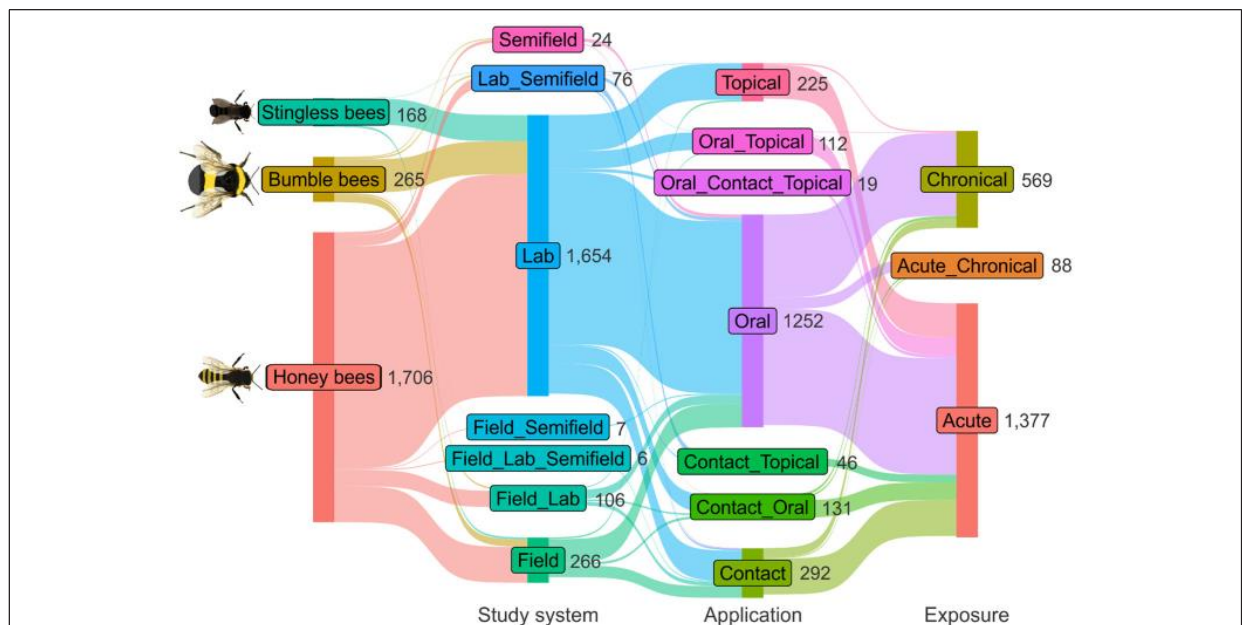 Semifield 24
Lab_Semifield 76
Topical 225
Stingless bees 168
Oral_Topical 112
Bumble bees 265
Oral_Contact_Topical 19
Chronical 569
Lab 1,654
Acute_Chronical 88
Oral 1252
Honey bees 1,706
Field_Semifield 7
Acute 1,377
Field_Lab_Semifield 6
Contact_Topical 46
Field_Lab 106
Contact_Oral 131
Field 266
Contact 292
Study system Application Exposure